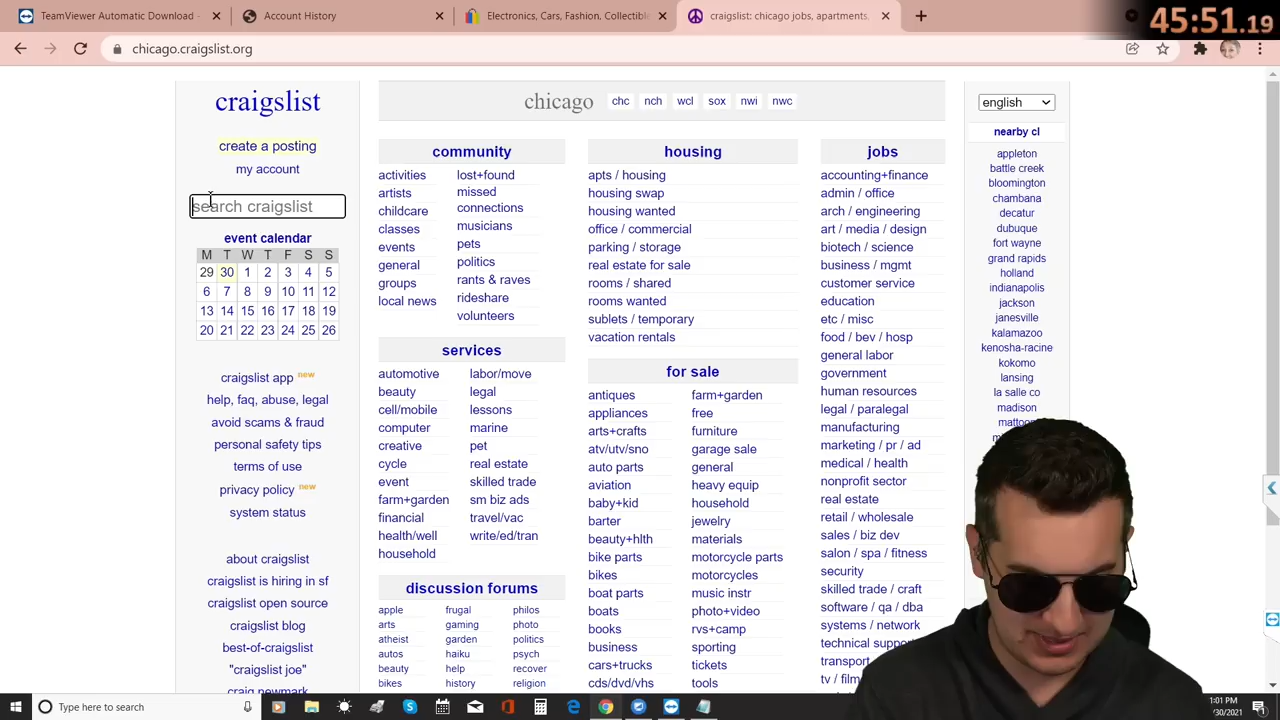 TeamViewer Automatic Download -
Account History
Electronics, Cars, Fashion, Collectible
craigslist: chicago jobs, apartments,
45:51.19
chicago.craigslist.org
craigslist
create a posting
my account
search craigslist
event calendar
M T W T F S S
29 30 1 2 3 4 5
6 7 8 9 10 11 12
13 14 15 16 17 18 19
20 21 22 23 24 25 26
craigslist app new
help, faq, abuse, legal
avoid scams & fraud
personal safety tips
terms of use
privacy policy new
system status
about craigslist
craigslist is hiring in sf
craigslist open source
craigslist blog
best-of-craigslist
"craigslist joe"
craig newmark
chicago chc nch wcl sox nwi nwc
community
activities
artists
childcare
classes
events
general
groups
local news
lost+found
missed
connections
musicians
pets
politics
rants & raves
rideshare
volunteers
services
automotive
beauty
cell/mobile
computer
creative
cycle
event
farm+garden
financial
health/well
household
labor/move
legal
lessons
marine
pet
real estate
skilled trade
sm biz ads
travel/vac
write/ed/tran
discussion forums
apple
arts
atheist
autos
beauty
bikes
frugal
gaming
garden
haiku
help
history
philos
photo
politics
psych
recover
religion
housing
apts / housing
housing swap
housing wanted
office / commercial
parking / storage
real estate for sale
rooms / shared
rooms wanted
sublets / temporary
vacation rentals
for sale
antiques
appliances
arts+crafts
atv/utv/sno
auto parts
aviation
baby+kid
barter
beauty+hlth
bike parts
bikes
boat parts
boats
books
business
cars+trucks
cds/dvd/vhs
farm+garden
free
furniture
garage sale
general
heavy equip
household
jewelry
materials
motorcycle parts
motorcycles
music instr
photo+video
rvs+camp
sporting
tickets
tools
jobs
accounting+finance
admin / office
arch / engineering
art / media / design
biotech / science
business / mgmt
customer service
education
etc / misc
food / bev / hosp
general labor
government
human resources
legal / paralegal
manufacturing
marketing / pr / ad
medical / health
nonprofit sector
real estate
retail / wholesale
sales / biz dev
salon / spa / fitness
security
skilled trade / craft
software / qa / dba
systems / network
technical support
transport
tv / film
english
nearby cl
appleton
battle creek
bloomington
chambana
decatur
dubuque
fort wayne
grand rapids
holland
indianapolis
jackson
janesville
kalamazoo
kenosha-racine
kokomo
lansing
la salle co
madison
mattoo
Type here to search
1:01 PM
/30/2021